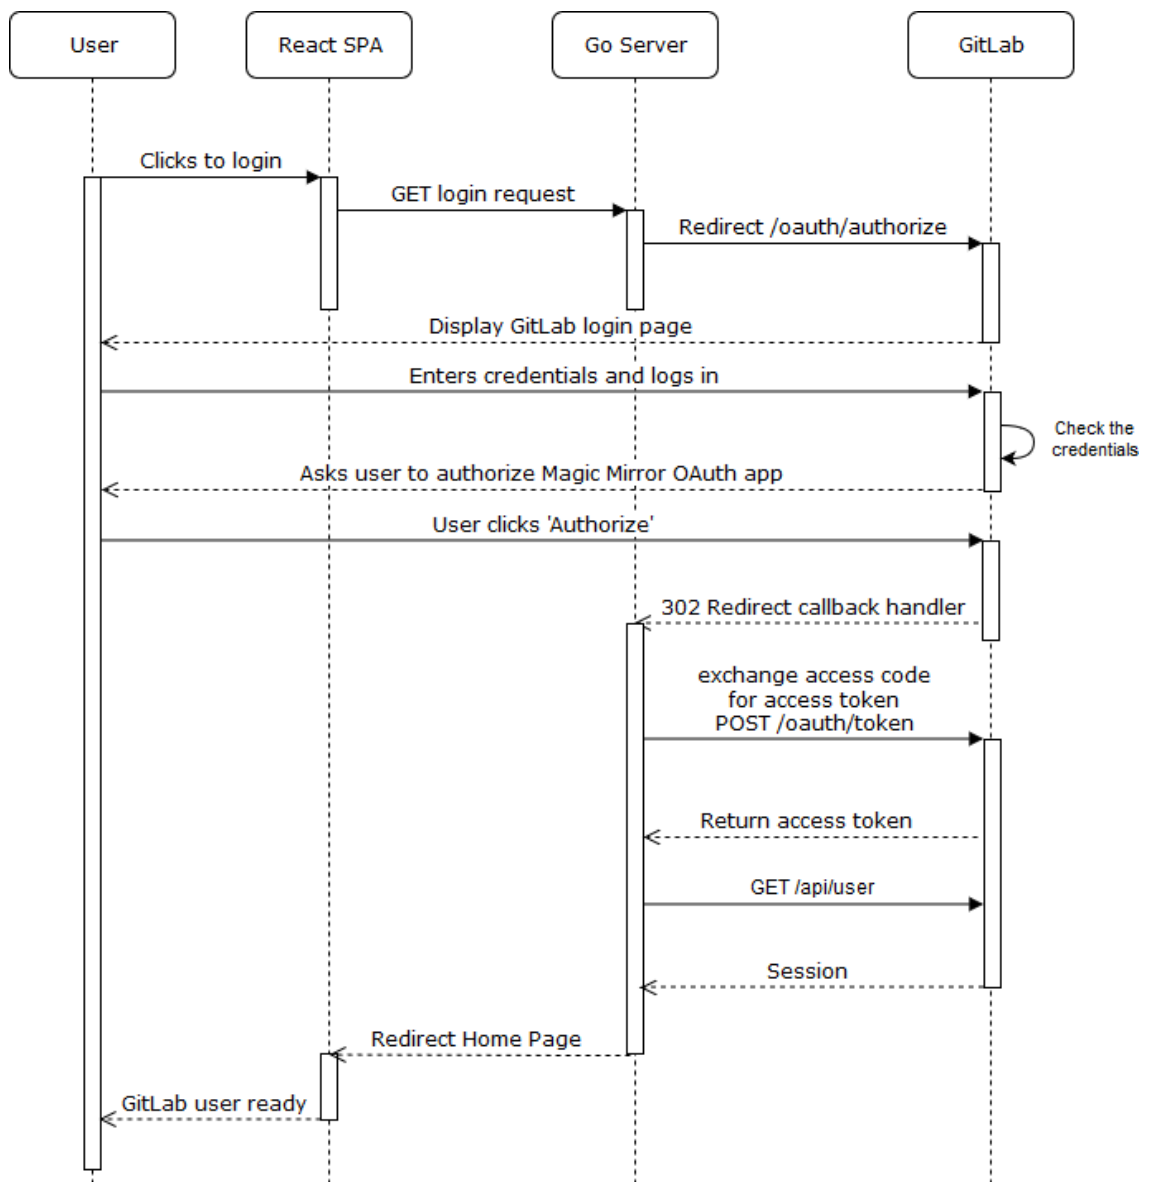 User
React SPA
Go Server
GitLab
Clicks to login
GET login request
Redirect /oauth/authorize
Display GitLab login page
Enters credentials and logs in
Check the
credentials
Asks user to authorize Magic Mirror OAuth app
User clicks 'Authorize'
302 Redirect callback handler
exchange access code
for access token
POST /oauth/token
Return access token
GET /api/user
Session
Redirect Home Page
GitLab user ready